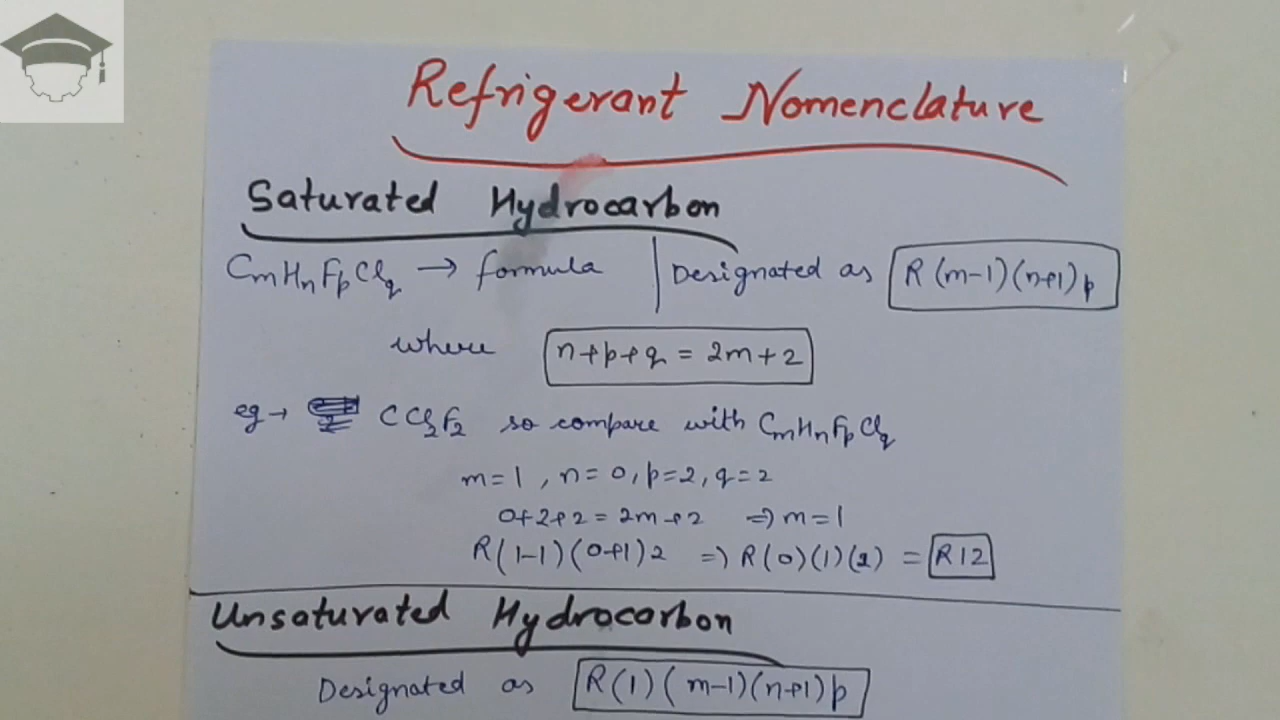 Refrigerant Nomenclature
Saturated Hydrocarbon
CmHnFpClq → formula | Designated as R(m-1)(n+1)p
where n+p+q = 2m+2
eg → CCl2F2 so compare with CmHnFpClq
m=1, n=0, p=2, q=2
0+2+2=2m+2 ⇒ m=1
R(1-1)(0+1)2 ⇒ R(0)(1)(2) = R12
Unsaturated Hydrocarbon
Designated as R(1)(m-1)(n+1)p